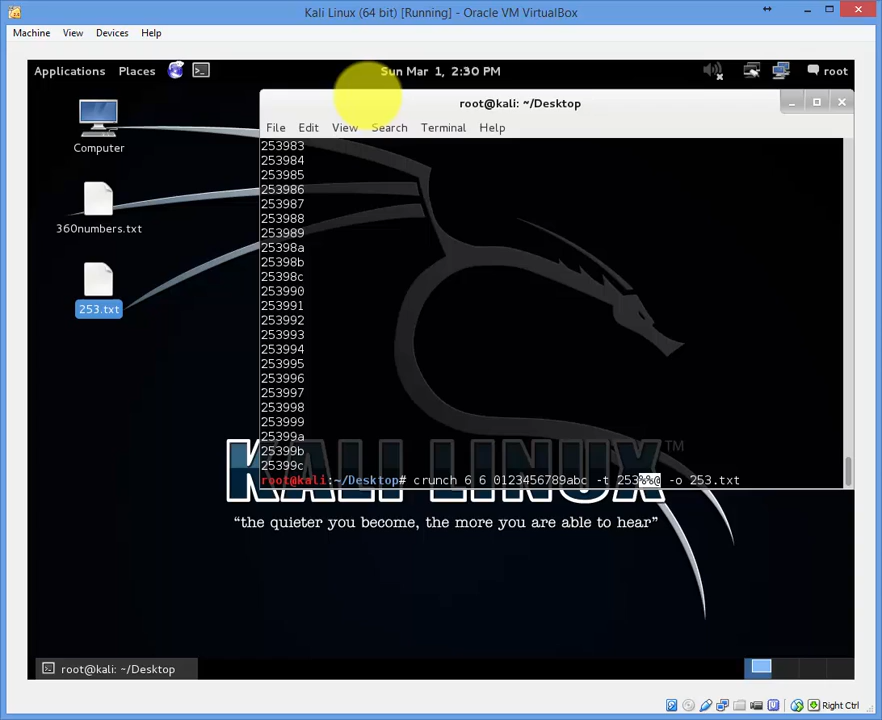 Kali Linux (64 bit) [Running] - Oracle VM VirtualBox
Machine View Devices Help
Applications Places Sun Mar 1, 2:30 PM root
root@kali: ~/Desktop
File Edit View Search Terminal Help
Computer
360numbers.txt
253.txt
253983
253984
253985
253986
253987
253988
253989
25398a
25398b
25398c
253990
253991
253992
253993
253994
253995
253996
253997
253998
253999
25399a
25399b
25399c
root@kali:~/Desktop# crunch 6 6 0123456789abc -t 253%%@ -o 253.txt
KALI LINUX™
“the quieter you become, the more you are able to hear”
root@kali: ~/Desktop
Right Ctrl